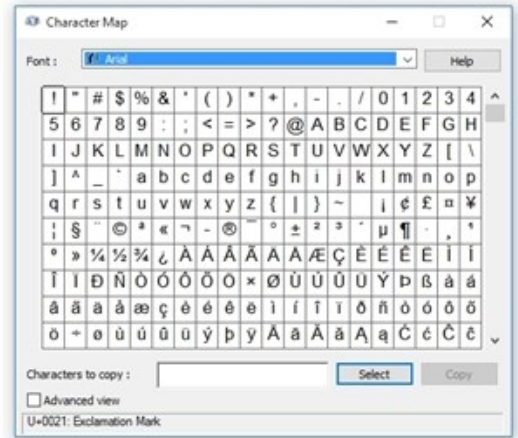 Character Map
Font : Arial Help
! " # $ % & ' ( ) * + , - . / 0 1 2 3 4
5 6 7 8 9 : ; < = > ? @ A B C D E F G H
I J K L M N O P Q R S T U V W X Y Z [ \
] ^ _ ` a b c d e f g h i j k l m n o p
q r s t u v w x y z { | } ~ ¡ ¢ £ ¤ ¥
¦ § ¨ © ª « ¬ - ® ¯ ° ± ² ³ ´ µ ¶ · ¸ ¹
º » ¼ ½ ¾ ¿ À Á Â Ã Ä Å Æ Ç È É Ê Ë Ì Í
Î Ï Ð Ñ Ò Ó Ô Õ Ö × Ø Ù Ú Û Ü Ý Þ ß à á
â ã ä å æ ç è é ê ë ì í î ï ð ñ ò ó ô õ
ö ÷ ø ù ú û ü ý þ ÿ Ā ā Ă ă Ą ą Ć ć Ĉ ĉ
Characters to copy : Select Copy
Advanced view
U+0021: Exclamation Mark